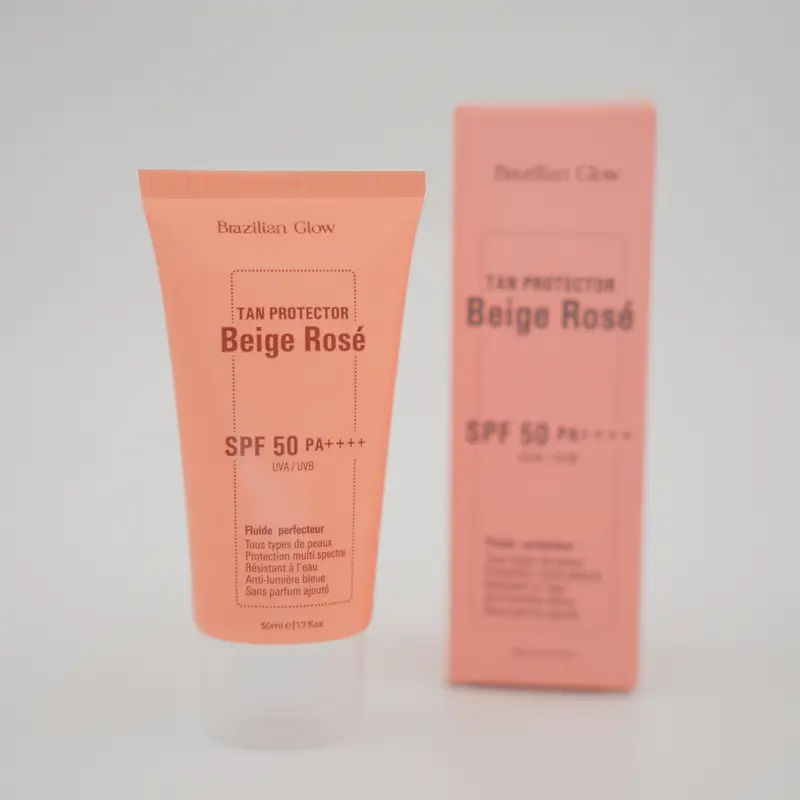 Brazilian Glow
TAN PROTECTOR
Beige Rosé
SPF 50 PA++++
UVA / UVB
Fluide perfecteur
Tous types de peaux
Protection multi spectre
Résistant à l'eau
Anti-lumière bleue
Sans parfum ajouté
50ml e|1.7 fl.oz
Brazilian Glow
TAN PROTECTOR
Beige Rosé
SPF 50 PA++++
UVA / UVB
Fluide perfecteur